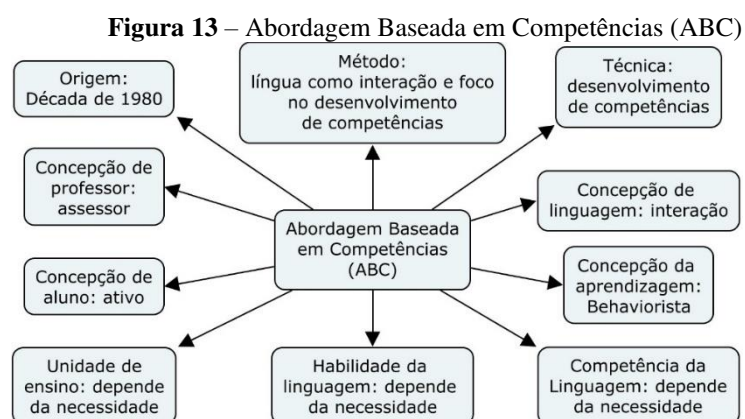 Figura 13 – Abordagem Baseada em Competências (ABC)
Origem:
Década de 1980
Método:
língua como interação e foco
no desenvolvimento
de competências
Técnica:
desenvolvimento
de competências
Concepção de
professor:
assessor
Concepção de
linguagem: interação
Abordagem Baseada
em Competências
(ABC)
Concepção de
aluno: ativo
Concepção da
aprendizagem:
Behaviorista
Unidade de
ensino: depende
da necessidade
Habilidade da
linguagem: depende
da necessidade
Competência da
Linguagem: depende
da necessidade